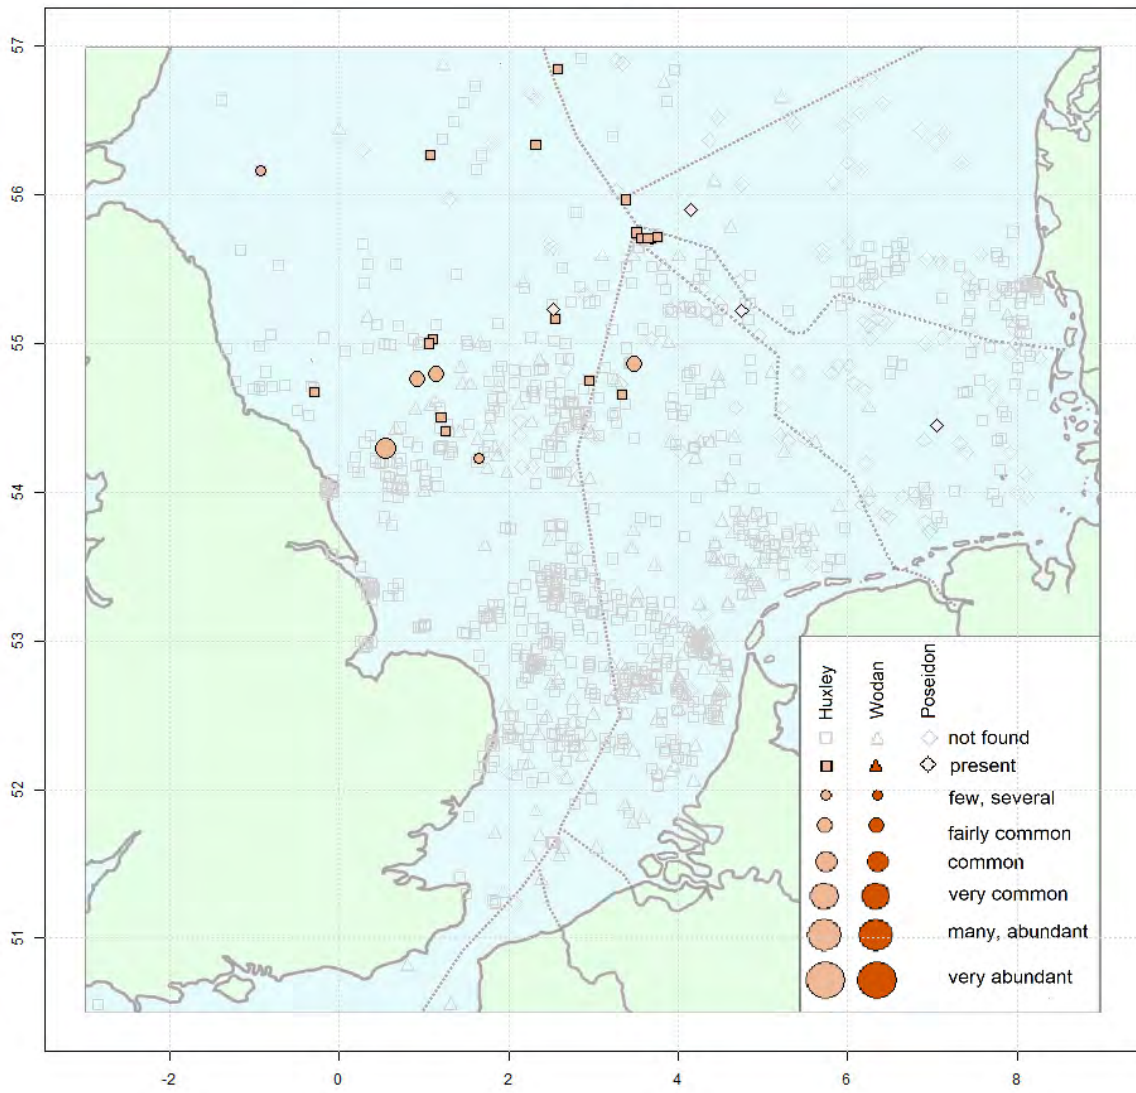 57
56
55
54
53
52
51
Huxley
Wodan
Poseidon
not found
present
few, several
fairly common
common
very common
many, abundant
very abundant
-2 0 2 4 6 8